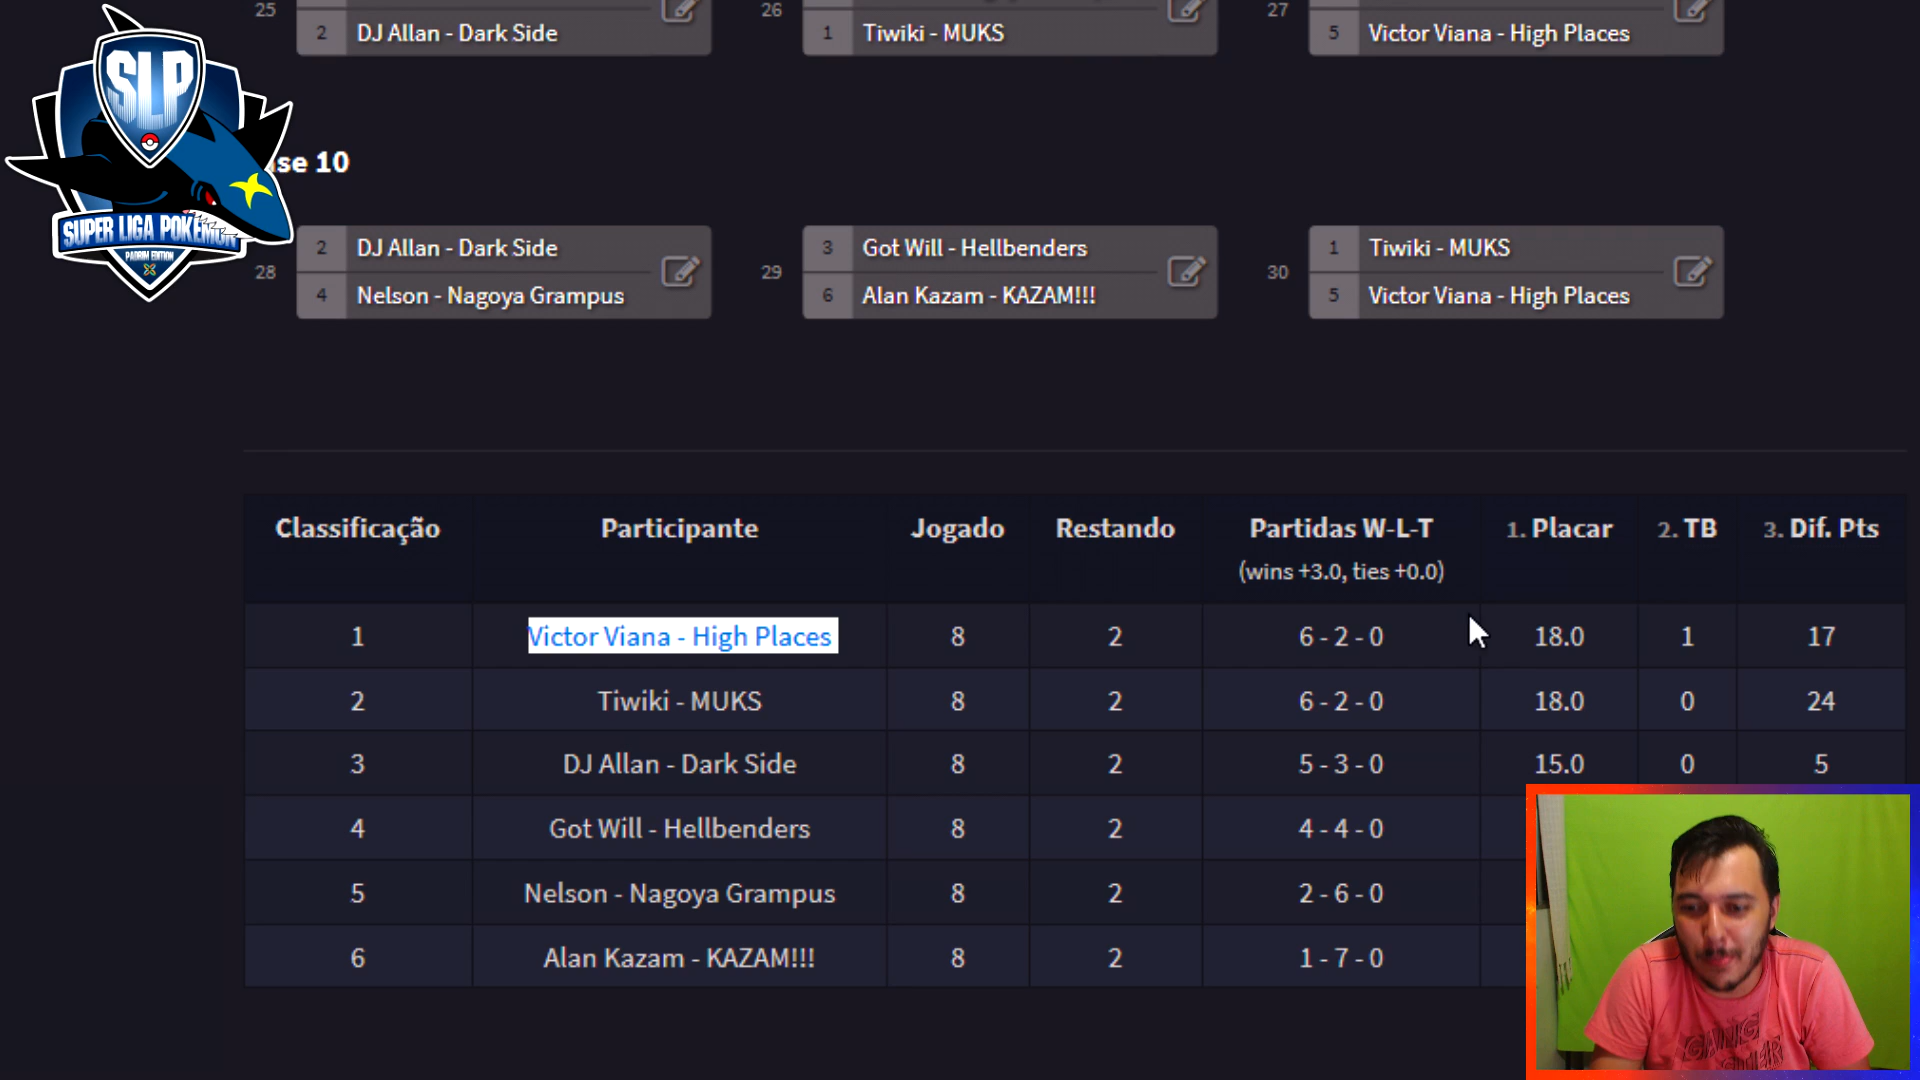 25
2 DJ Allan - Dark Side
26
1 Tiwiki - MUKS
27
5 Victor Viana - High Places
SLP
SUPER LIGA POKÉMON
PADRIM EDITION
se 10
28
2 DJ Allan - Dark Side
4 Nelson - Nagoya Grampus
29
3 Got Will - Hellbenders
6 Alan Kazam - KAZAM!!!
30
1 Tiwiki - MUKS
5 Victor Viana - High Places
Classificação Participante Jogado Restando Partidas W-L-T 1. Placar 2. TB 3. Dif. Pts
(wins +3.0, ties +0.0)
1 Victor Viana - High Places 8 2 6 - 2 - 0 18.0 1 17
2 Tiwiki - MUKS 8 2 6 - 2 - 0 18.0 0 24
3 DJ Allan - Dark Side 8 2 5 - 3 - 0 15.0 0 5
4 Got Will - Hellbenders 8 2 4 - 4 - 0
5 Nelson - Nagoya Grampus 8 2 2 - 6 - 0
6 Alan Kazam - KAZAM!!! 8 2 1 - 7 - 0